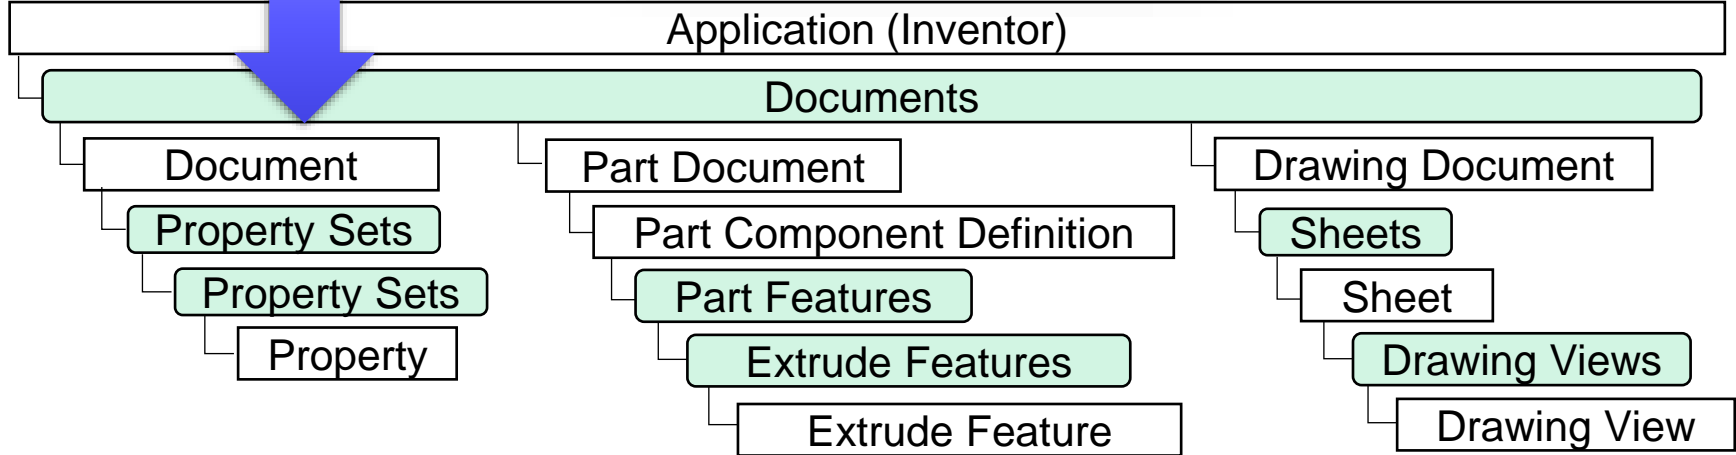 Application (Inventor)
Documents
Document
Property Sets
Property Sets
Property
Part Document
Part Component Definition
Part Features
Extrude Features
Extrude Feature
Drawing Document
Sheets
Sheet
Drawing Views
Drawing View